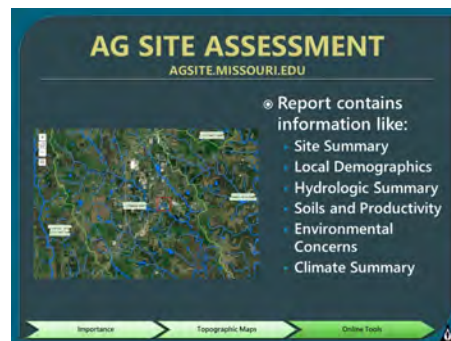 AG SITE ASSESSMENT
AGSITE.MISSOURI.EDU
Report contains
information like:
Site Summary
Local Demographics
Hydrologic Summary
Soils and Productivity
Environmental
Concerns
Climate Summary
Importance
Topographic Maps
Online Tools